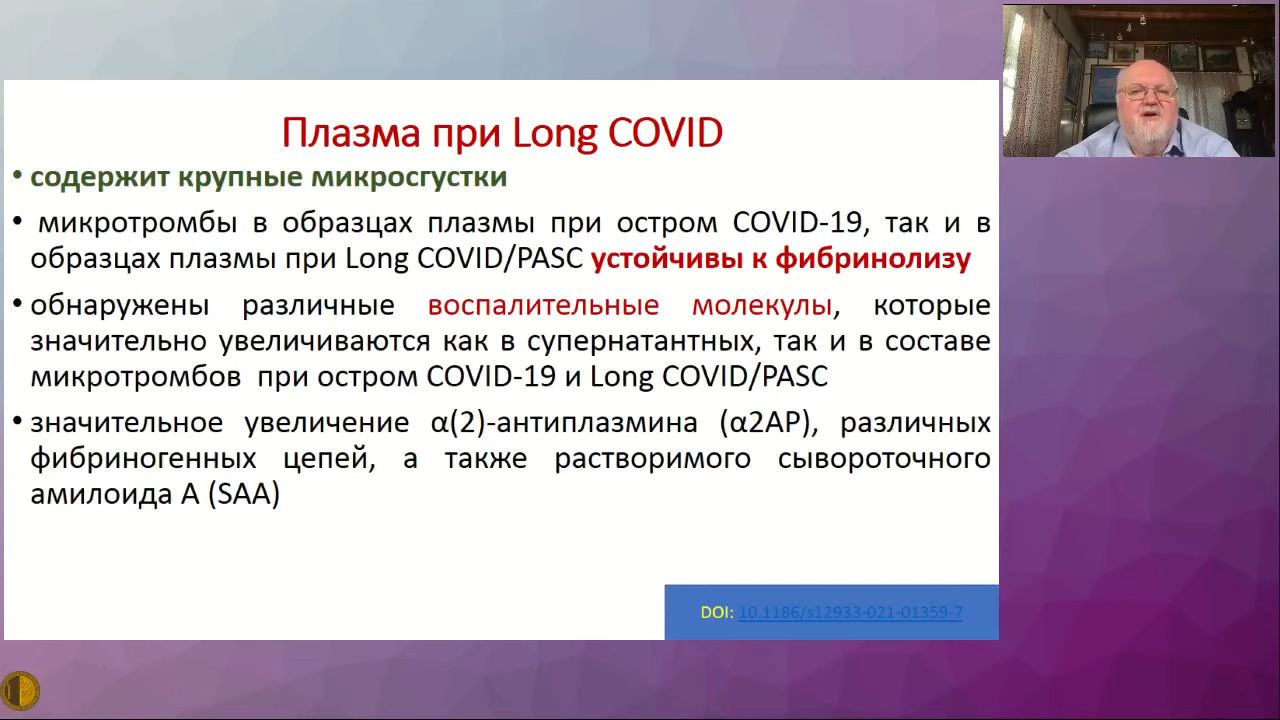 Плазма при Long COVID
• содержит крупные микросгустки
• микротромбы в образцах плазмы при остром COVID-19, так и в
образцах плазмы при Long COVID/PASC устойчивы к фибринолизу
• обнаружены различные воспалительные молекулы, которые
значительно увеличиваются как в супернатантных, так и в составе
микротромбов при остром COVID-19 и Long COVID/PASC
• значительное увеличение α(2)-антиплазмина (α2AP), различных
фибриногенных цепей, а также растворимого сывороточного
амилоида А (SAA)
DOI: 10.1186/s12933-021-01359-7